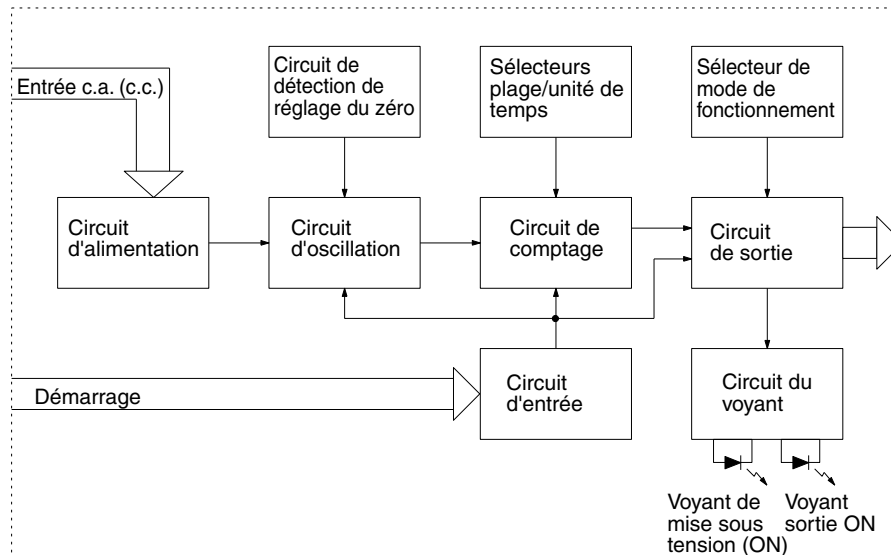 Entrée c.a. (c.c.)
Circuit de
détection de
réglage du zéro
Sélecteurs
plage/unité de
temps
Sélecteur de
mode de
fonctionnement
Circuit
d'alimentation
Circuit
d'oscillation
Circuit de
comptage
Circuit
de sortie
Démarrage
Circuit
d'entrée
Circuit du
voyant
Voyant de
mise sous
tension (ON)
Voyant
sortie ON